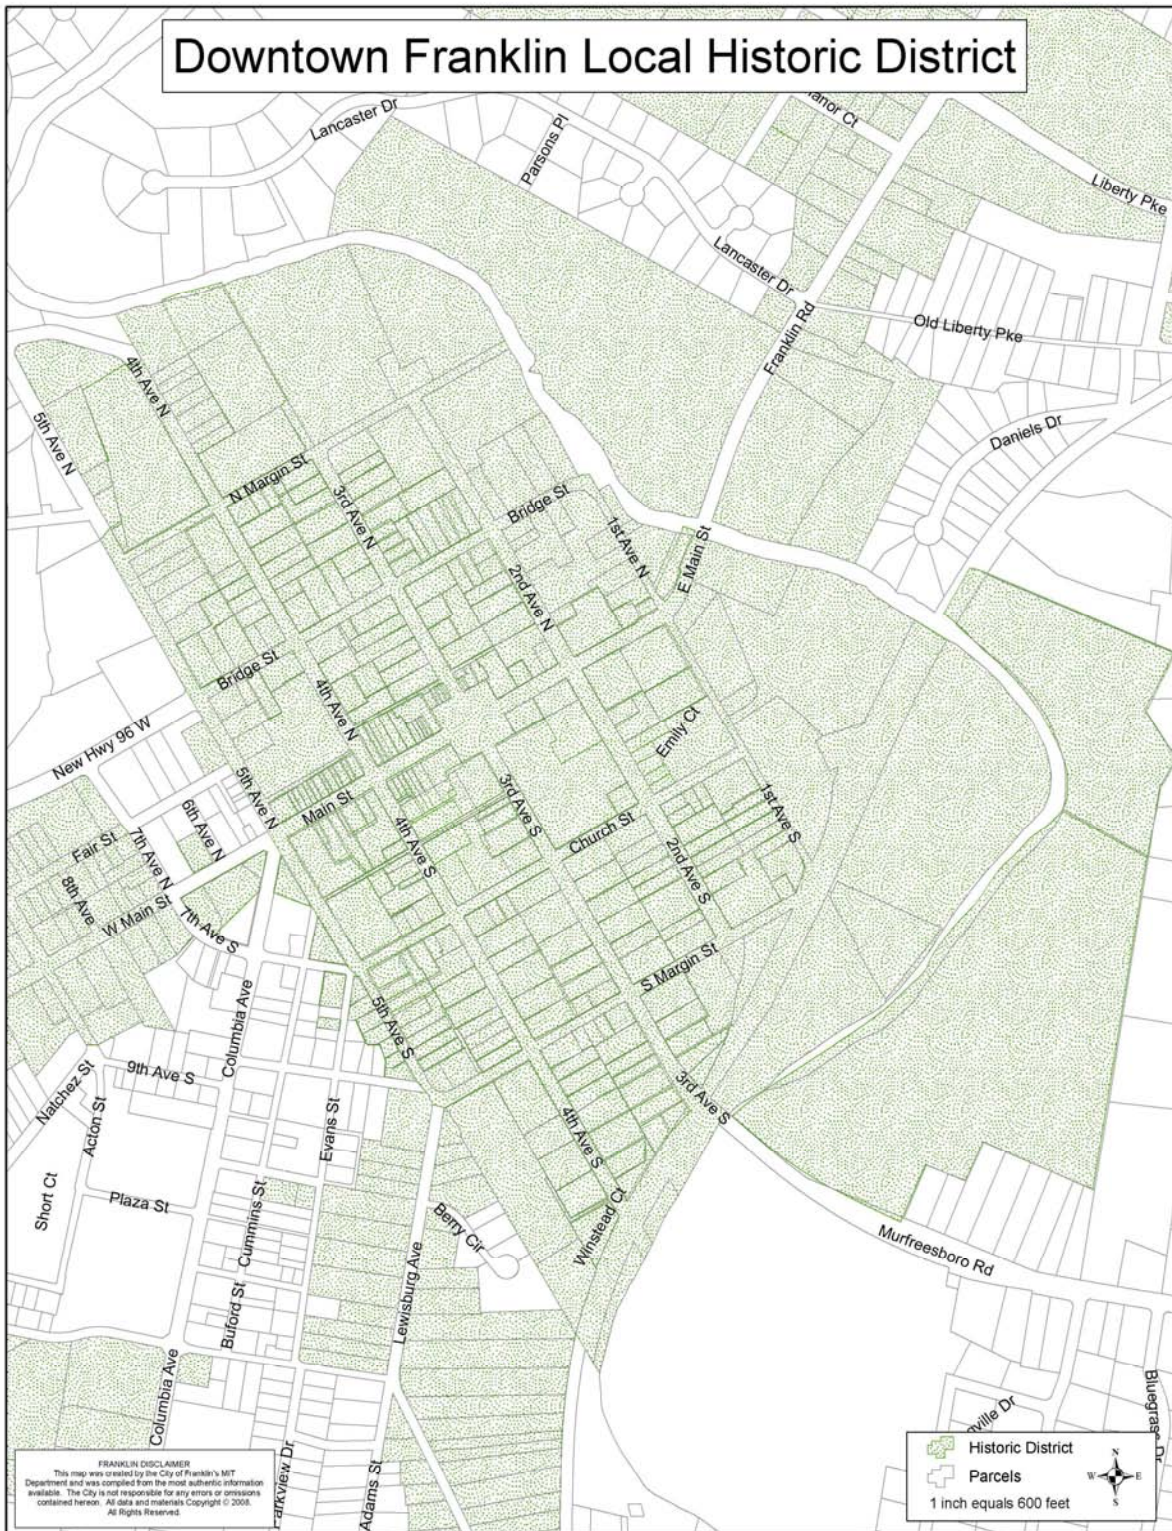 Downtown Franklin Local Historic District
Lancaster Dr
Parsons Pl
Liberty Pke
Lancaster Dr
Old Liberty Pke
Franklin Rd
Daniels Dr
4th Ave N
5th Ave N
N Margin St
3rd Ave N
Bridge St
1st Ave N
E Main St
2nd Ave N
Bridge St
4th Ave N
New Hwy 96 W
Emily Ct
5th Ave N
Main St
3rd Ave S
1st Ave S
6th Ave N
Fair St
7th Ave N
4th Ave S
Church St
2nd Ave S
8th Ave
W Main St
7th Ave S
S Margin St
Columbia Ave
5th Ave S
9th Ave S
Natchez St
Acton St
Evans St
3rd Ave S
4th Ave S
Short Ct
Plaza St
Cummins St
Berry Cir
Winstead Ct
Murfreesboro Rd
Lewisburg Ave
Buford St
Columbia Ave
Parkview Dr
Adams St
Bluegrass Dr
FRANKLIN DISCLAIMER
This map was created by the City of Franklin's MIT
Department and was compiled from the most authentic information
available. The City is not responsible for any errors or omissions
contained hereon. All data and materials Copyright © 2008.
All Rights Reserved.
Historic District
Parcels
1 inch equals 600 feet
N
W
E
S